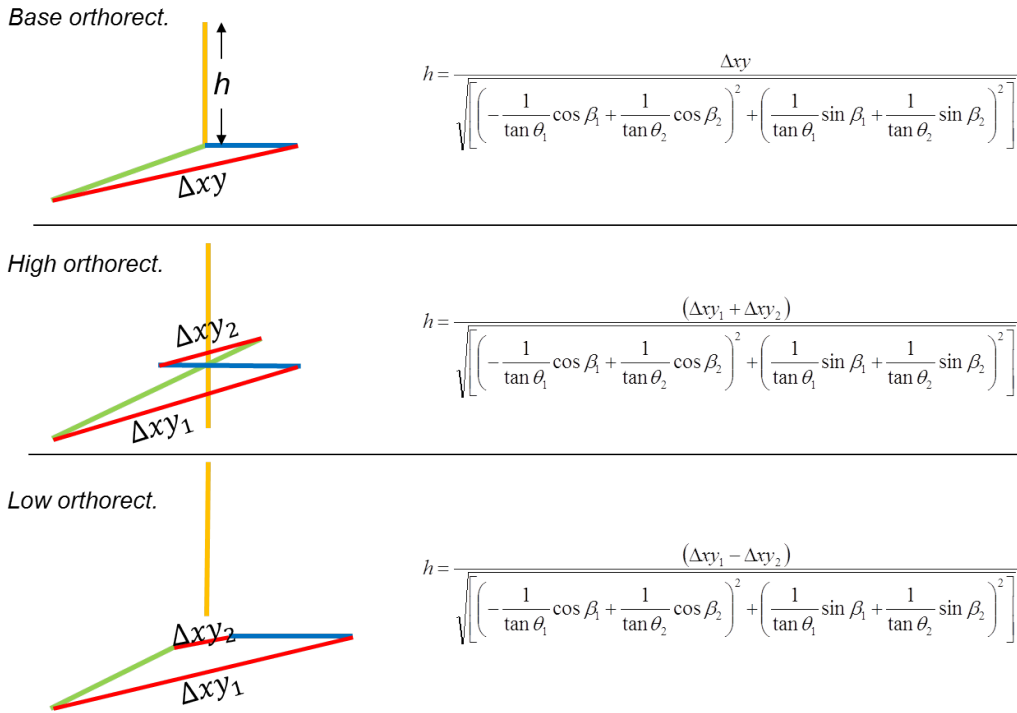 Base orthorect.
h
Δxy
h = Δxy / √[(−1/tan θ₁ cos β₁ + 1/tan θ₂ cos β₂)² + (1/tan θ₁ sin β₁ + 1/tan θ₂ sin β₂)²]
High orthorect.
Δxy₂
Δxy₁
h = (Δxy₁ + Δxy₂) / √[(−1/tan θ₁ cos β₁ + 1/tan θ₂ cos β₂)² + (1/tan θ₁ sin β₁ + 1/tan θ₂ sin β₂)²]
Low orthorect.
Δxy₂
Δxy₁
h = (Δxy₁ − Δxy₂) / √[(−1/tan θ₁ cos β₁ + 1/tan θ₂ cos β₂)² + (1/tan θ₁ sin β₁ + 1/tan θ₂ sin β₂)²]